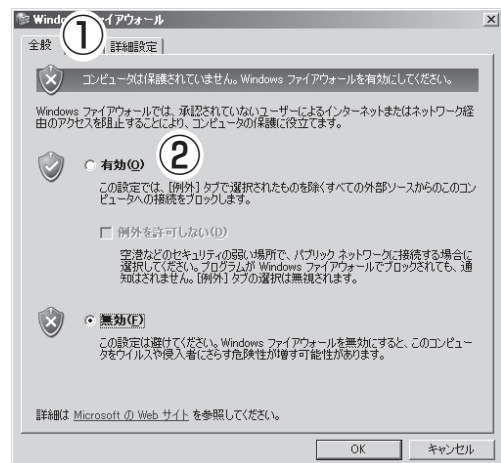 Windo ァイアウォール
①
全般 詳細設定
コンピュータは保護されていません。Windows ファイアウォールを有効にしてください。
Windows ファイアウォールでは、承認されていないユーザーによるインターネットまたはネットワーク経
由のアクセスを阻止することにより、コンピュータの保護に役立てます。
有効(O) ②
この設定では、[例外] タブで選択されたものを除くすべての外部ソースからのこのコン
ピュータへの接続をブロックします。
例外を許可しない(D)
空港などのセキュリティの弱い場所で、パブリック ネットワークに接続する場合に
選択してください。プログラムが Windows ファイアウォールでブロックされても、通
知はされません。[例外] タブの選択は無視されます。
無効(F)
この設定は避けてください。Windows ファイアウォールを無効にすると、このコンピュー
タをウイルスや侵入者にさらす危険性が増す可能性があります。
詳細は Microsoft の Web サイト を参照してください。
OK キャンセル